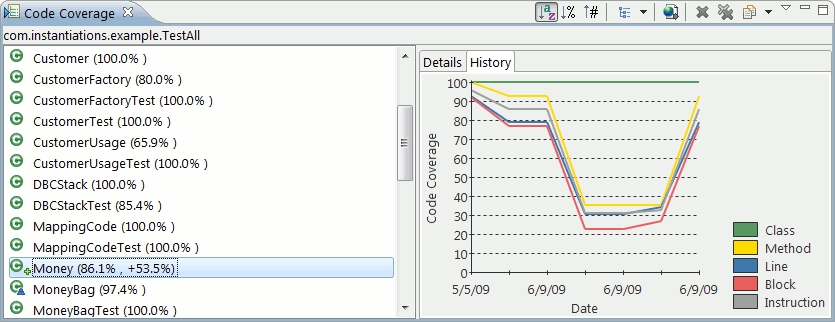 Code Coverage
com.instantiations.example.TestAll
Customer (100.0% )
CustomerFactory (80.0% )
CustomerFactoryTest (100.0% )
CustomerTest (100.0% )
CustomerUsage (65.9% )
CustomerUsageTest (100.0% )
DBCStack (100.0% )
DBCStackTest (85.4% )
MappingCode (100.0% )
MappingCodeTest (100.0% )
Money (86.1% , +53.5%)
MoneyBag (97.4% )
MoneyBagTest (100.0% )
Details History
100
90
80
70
60
50
40
30
20
10
0
Code Coverage
5/5/09 6/9/09 6/9/09 6/9/09
Date
Class
Method
Line
Block
Instruction